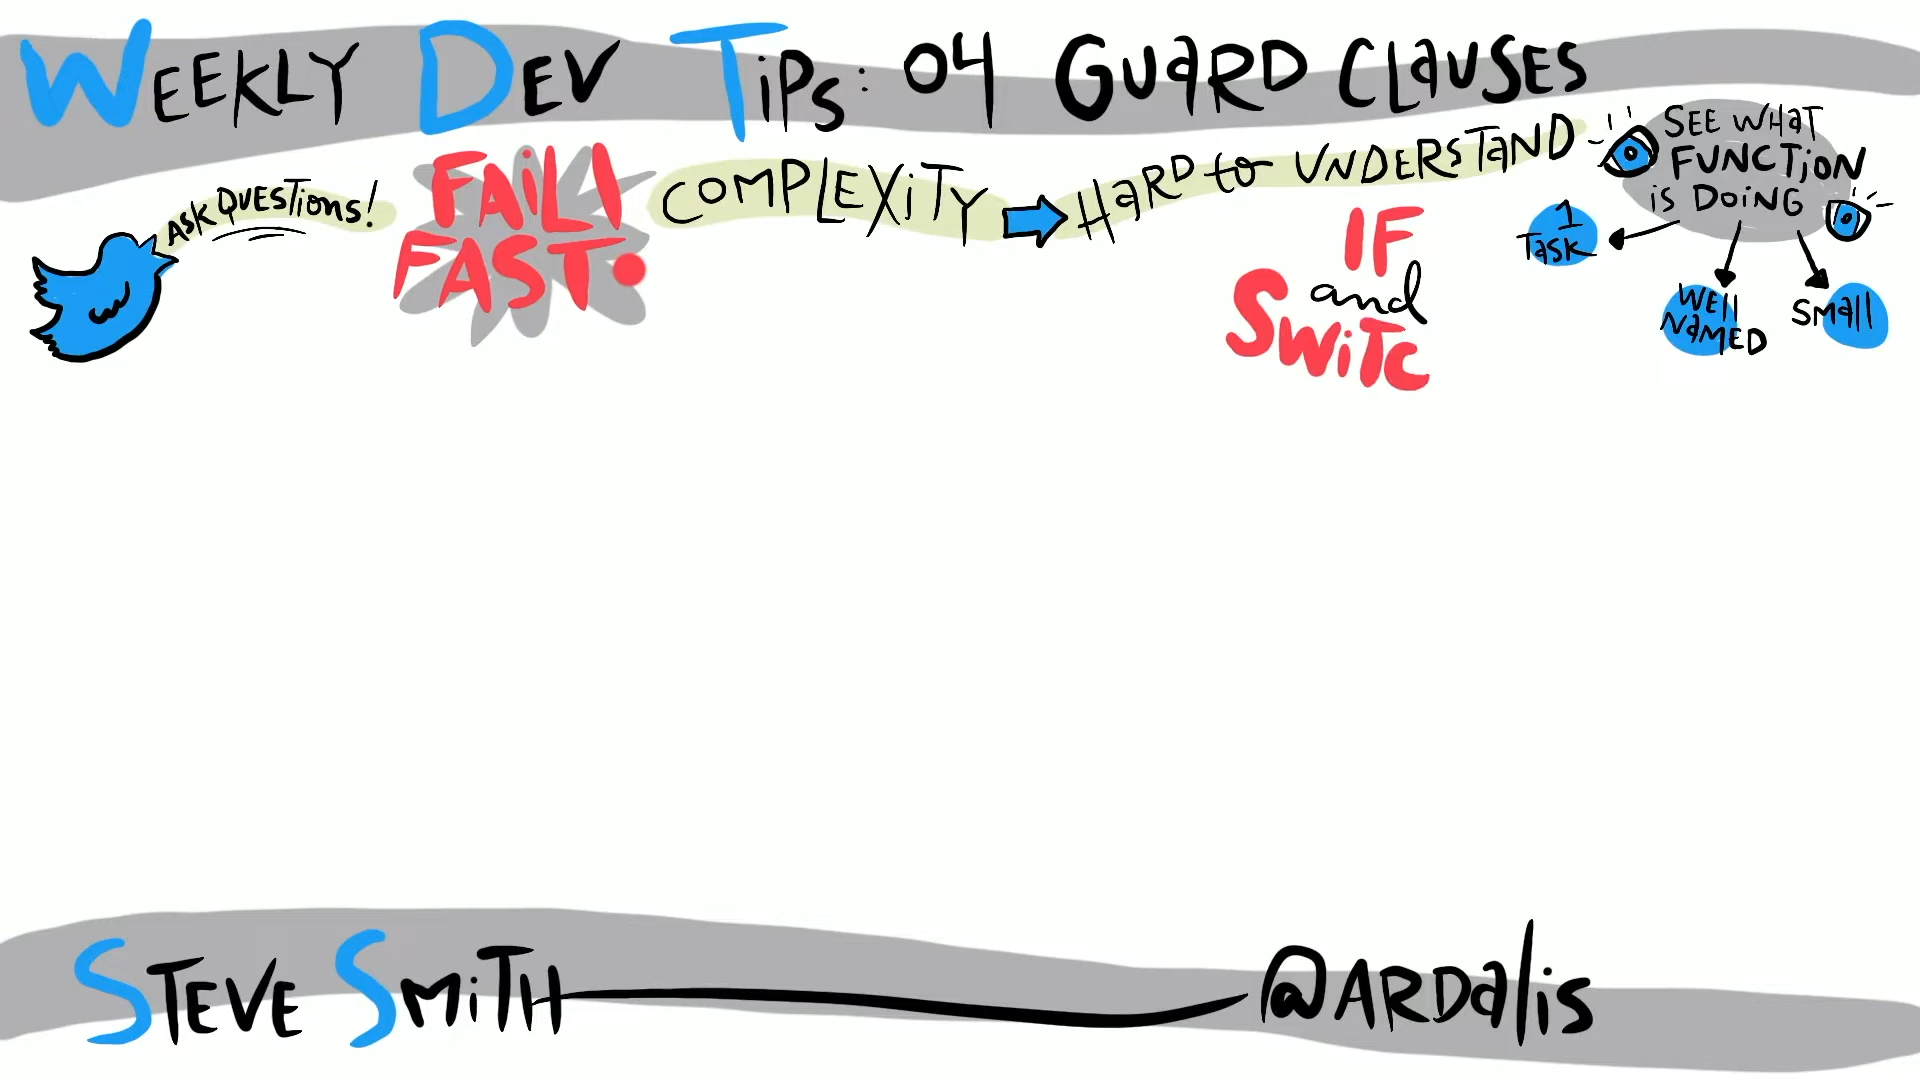 WEEKLY DEV TiPS: 04 GUaRD CLaUSES
ASK QUESTiONS!
FAiL!
FAST.
COMPLEXiTY
HaRD to UNDERSTaND
IF
and
SWiTC
SEE WHaT
FUNCTiON
iS DOiNG
1
TaSK
WEll
NaMED
SMall
STEVE SMiTH
@ARDalis